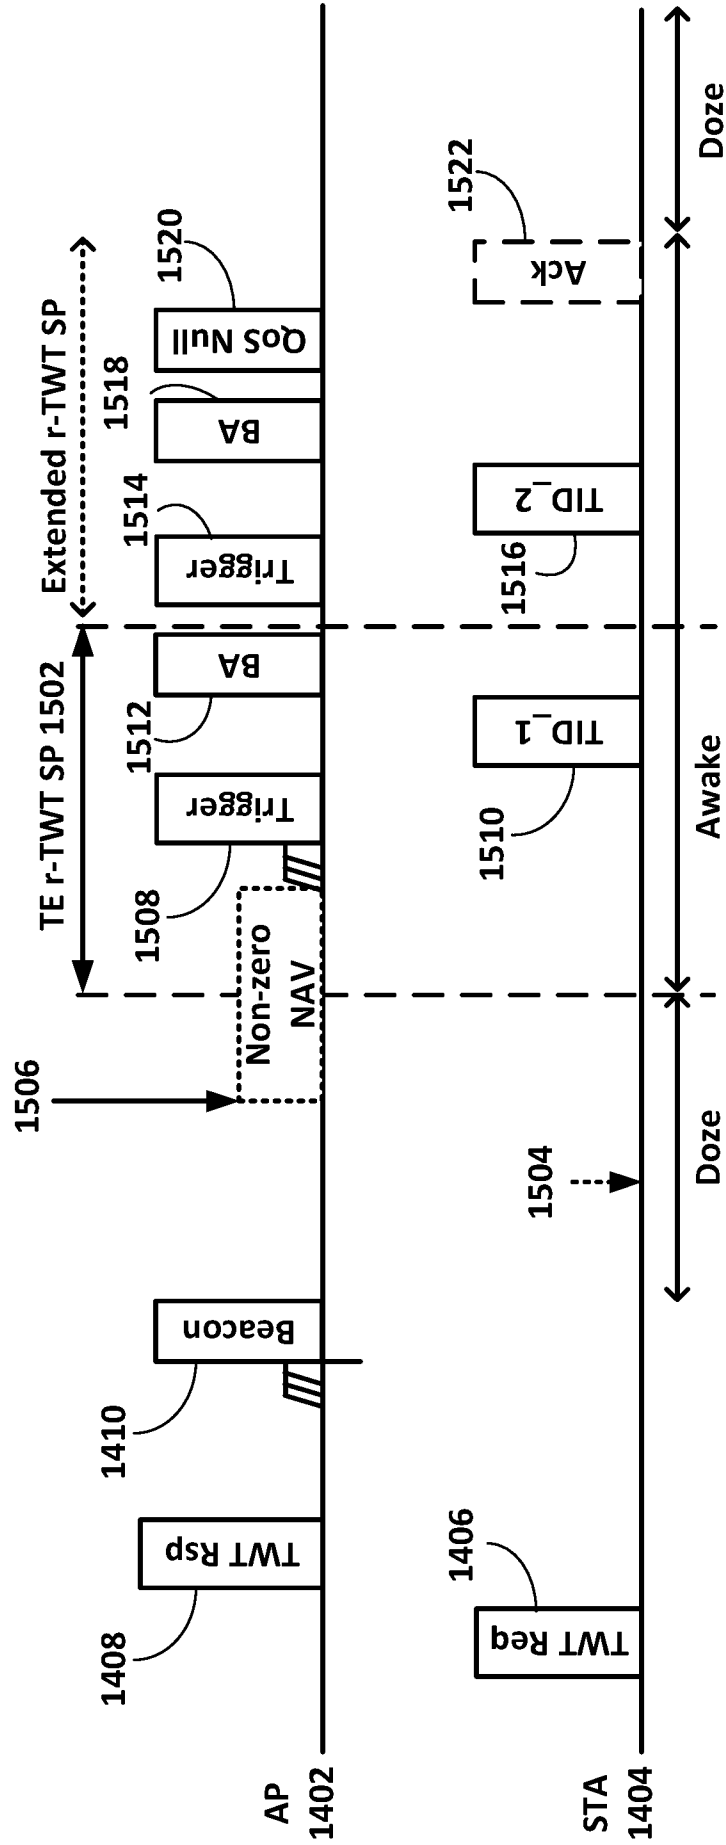 TE r-TWT SP 1502
Extended r-TWT SP
1506
1408
1410
1508
1512
1514
1518
1520
TWT Rsp
Beacon
Non-zero
NAV
Trigger
BA
Trigger
BA
QoS Null
AP
1402
1406
1504
1510
1516
1522
TWT Req
TID_1
TID_2
Ack
STA
1404
Doze
Awake
Doze